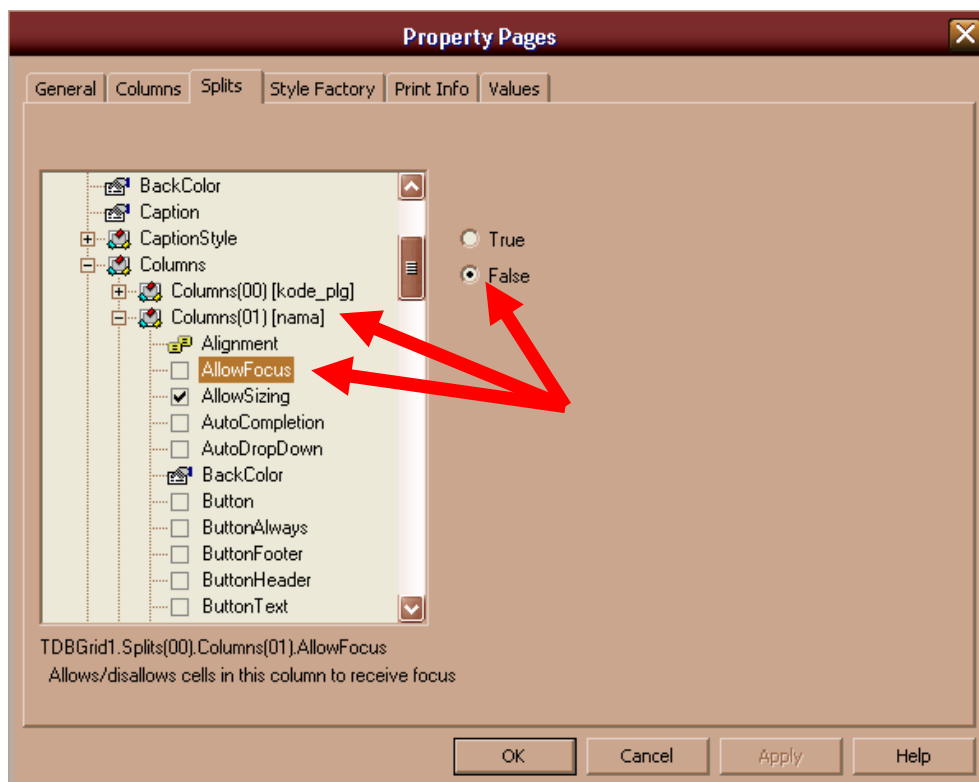 Property Pages
General Columns Splits Style Factory Print Info Values
BackColor
Caption
CaptionStyle
Columns
Columns(00) [kode_plg]
Columns(01) [nama]
Alignment
AllowFocus
AllowSizing
AutoCompletion
AutoDropDown
BackColor
Button
ButtonAlways
ButtonFooter
ButtonHeader
ButtonText
True
False
TDBGrid1.Splits(00).Columns(01).AllowFocus
Allows/disallows cells in this column to receive focus
OK Cancel Apply Help